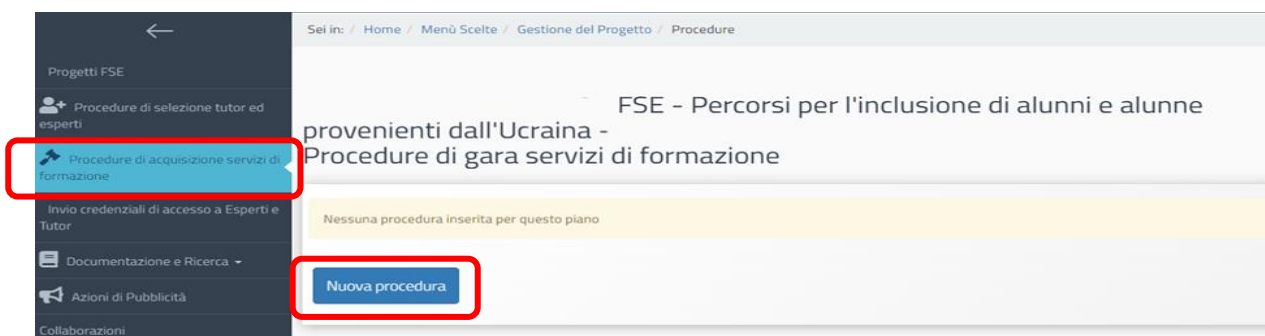 Sei in: / Home / Menù Scelte / Gestione del Progetto / Procedure
Progetti FSE
Procedure di selezione tutor ed
esperti
Procedure di acquisizione servizi di
formazione
Invio credenziali di accesso a Esperti e
Tutor
Documentazione e Ricerca
Azioni di Pubblicità
Collaborazioni
FSE - Percorsi per l'inclusione di alunni e alunne
provenienti dall'Ucraina -
Procedure di gara servizi di formazione
Nessuna procedura inserita per questo piano
Nuova procedura